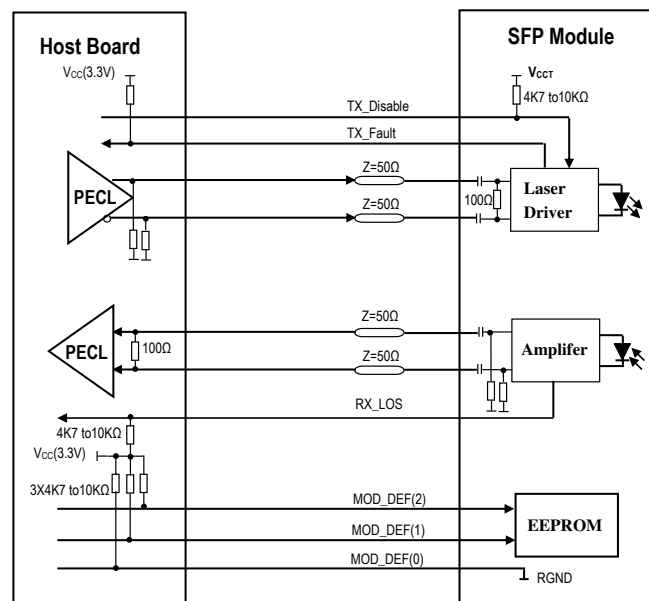 Host Board
SFP Module
VCC(3.3V)
VCCT
4K7 to10KΩ
TX_Disable
TX_Fault
PECL
Z=50Ω
Z=50Ω
100Ω
Laser
Driver
PECL
100Ω
Z=50Ω
Z=50Ω
Amplifer
RX_LOS
4K7 to10KΩ
VCC(3.3V)
3X4K7 to10KΩ
MOD_DEF(2)
MOD_DEF(1)
MOD_DEF(0)
EEPROM
RGND